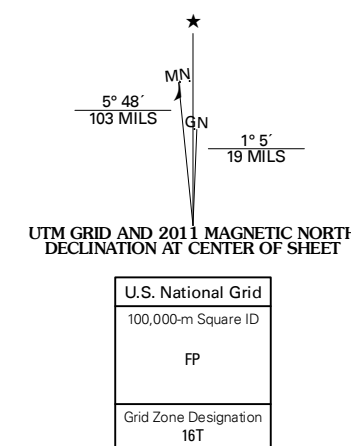 ★
M.N.
5° 48´
103 MILS
GN
1° 5´
19 MILS
UTM GRID AND 2011 MAGNETIC NORTH
DECLINATION AT CENTER OF SHEET
U.S. National Grid
100,000-m Square ID
FP
Grid Zone Designation
16T